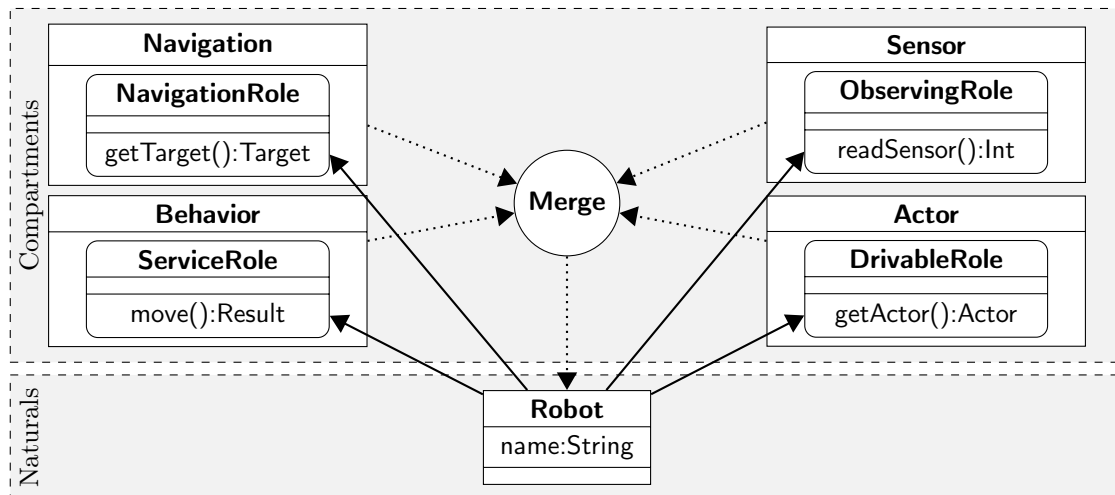 Compartments
Navigation
NavigationRole
getTarget():Target
Behavior
ServiceRole
move():Result
Merge
Sensor
ObservingRole
readSensor():Int
Actor
DrivableRole
getActor():Actor
Naturals
Robot
name:String